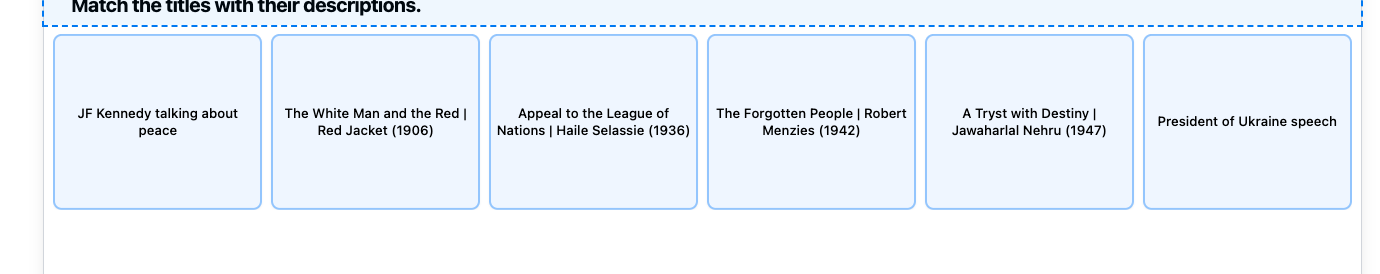 Match the titles with their descriptions.
JF Kennedy talking about
peace
The White Man and the Red |
Red Jacket (1906)
Appeal to the League of
Nations | Haile Selassie (1936)
The Forgotten People | Robert
Menzies (1942)
A Tryst with Destiny |
Jawaharlal Nehru (1947)
President of Ukraine speech